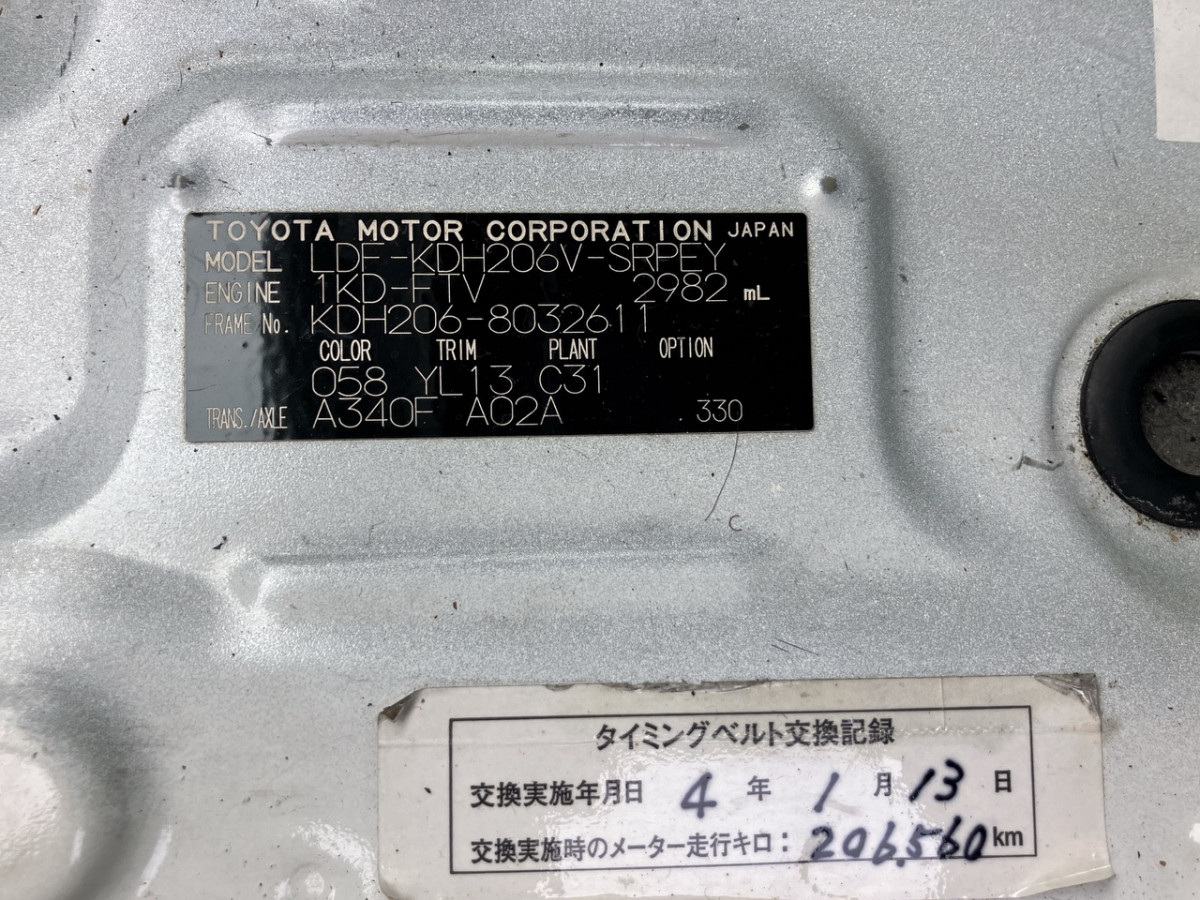 TOYOTA MOTOR CORPORATION JAPAN
MODEL LDF-KDH206V-SRPEY
ENGINE 1KD-FTV 2982 mL
FRAME No. KDH206-8032611
COLOR TRIM PLANT OPTION
058 YL13 C31
TRANS./AXLE A340F A02A .330
タイミングベルト交換記録
交換実施年月日 4 年 1 月 13 日
交換実施時のメーター走行キロ: 206,560 km